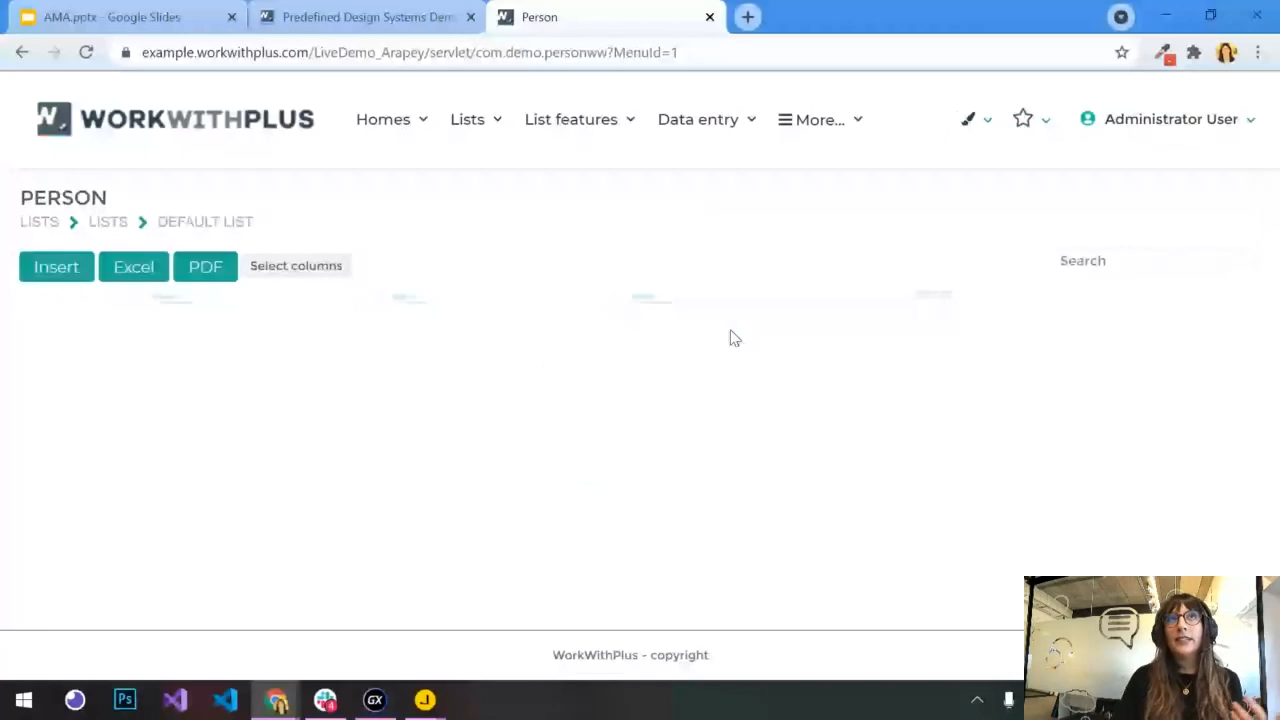 AMA.pptx - Google Slides
Predefined Design Systems Dem
Person
example.workwithplus.com/LiveDemo_Arapey/servlet/com.demo.personww?MenuId=1
WORKWITHPLUS
Homes
Lists
List features
Data entry
More...
Administrator User
PERSON
LISTS
LISTS
DEFAULT LIST
Insert
Excel
PDF
Select columns
Search
WorkWithPlus - copyright
Ps
GX